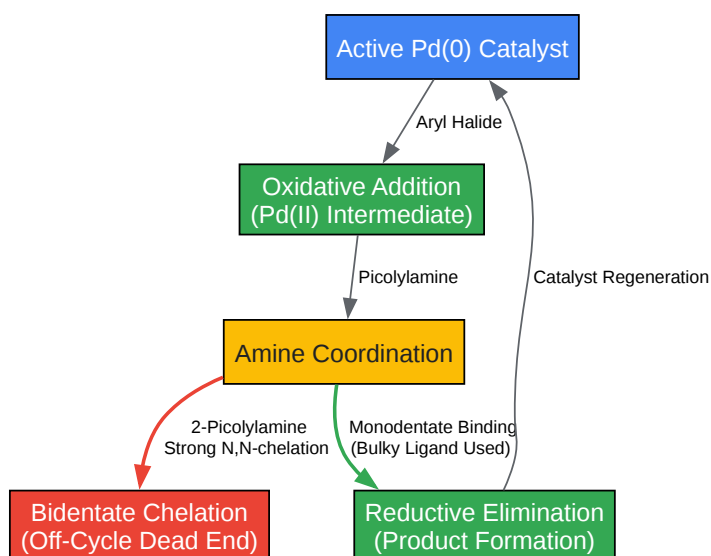 Active Pd(0) Catalyst
Aryl Halide
Oxidative Addition
(Pd(II) Intermediate)
Picolylamine
Catalyst Regeneration
Amine Coordination
2-Picolylamine
Strong N,N-chelation
Monodentate Binding
(Bulky Ligand Used)
Bidentate Chelation
(Off-Cycle Dead End)
Reductive Elimination
(Product Formation)